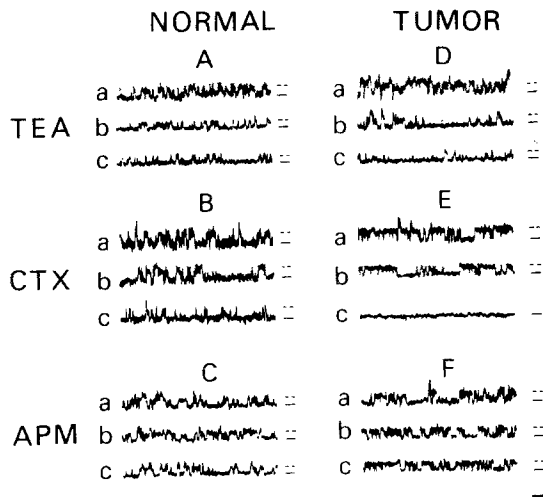 NORMAL TUMOR
A D
a a
TEA b b
c c
B E
a a
CTX b b
c c
C F
a a
APM b b
c c